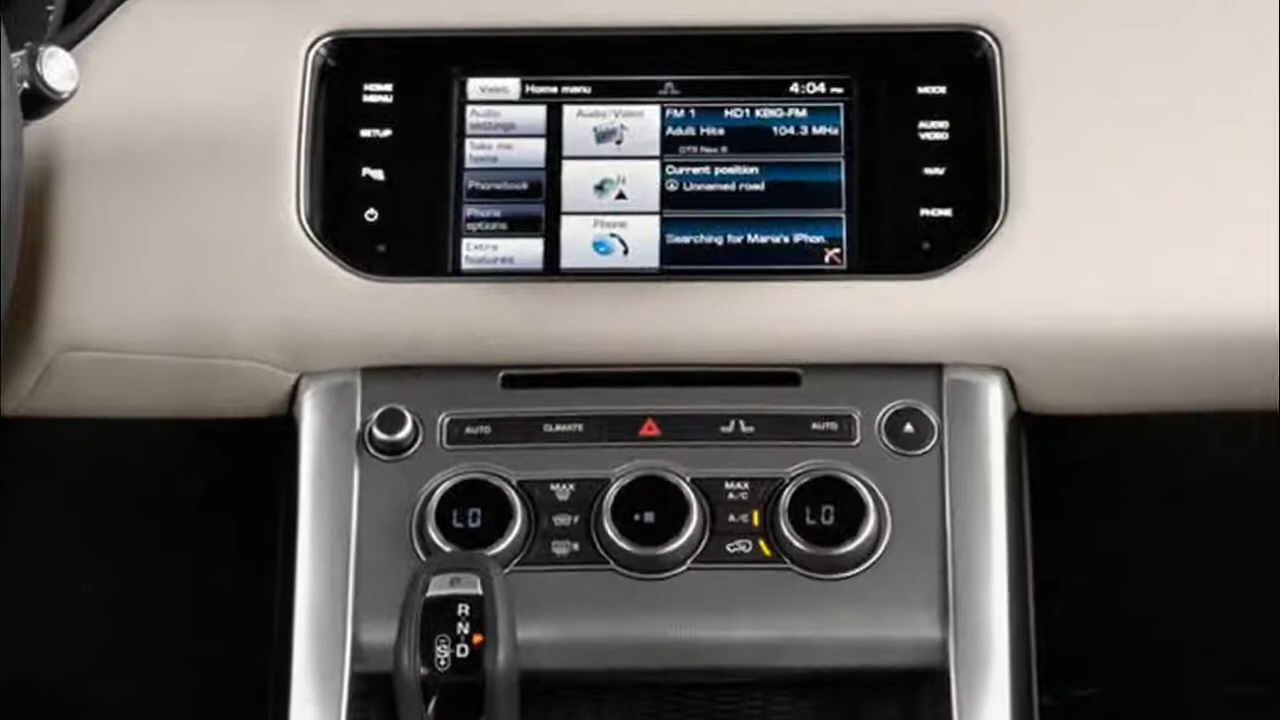 HOME
MENU
SETUP
Valet
Home menu
4:04 PM
Audio
settings
Take me
home
Phonebook
Phone
options
Extra
features
Audio/Video
Phone
FM 1 HD1 KBIG-FM
Adult Hits 104.3 MHz
Current position
Unnamed road
Searching for Maria's iPhon
MODE
AUDIO
VIDEO
NAV
PHONE
AUTO
CLIMATE
AUTO
LO
MAX
F
R
MAX
A/C
A/C
LO
P
R
N
D
S